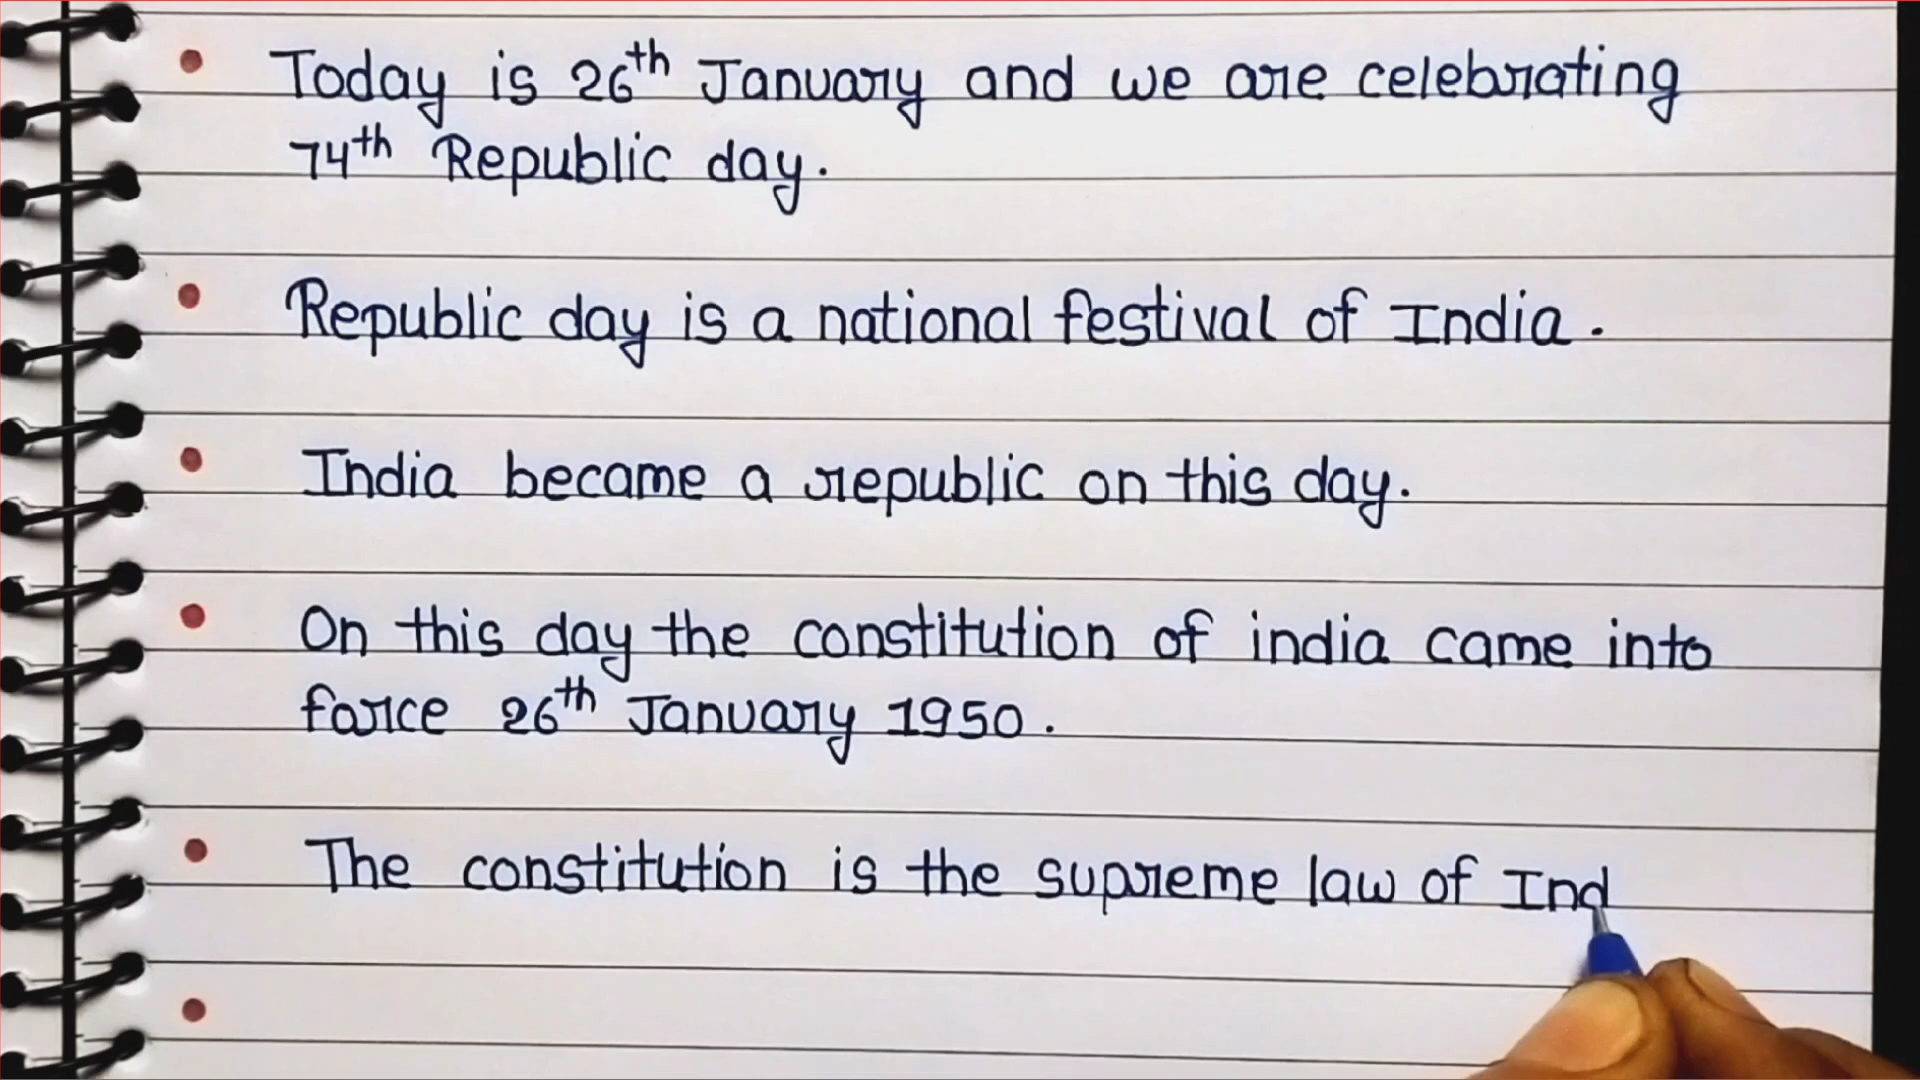 • Today is 26th January and we are celebrating
74th Republic day.
• Republic day is a national festival of India.
• India became a republic on this day.
• On this day the constitution of india came into
force 26th January 1950.
• The constitution is the supreme law of Ind
•